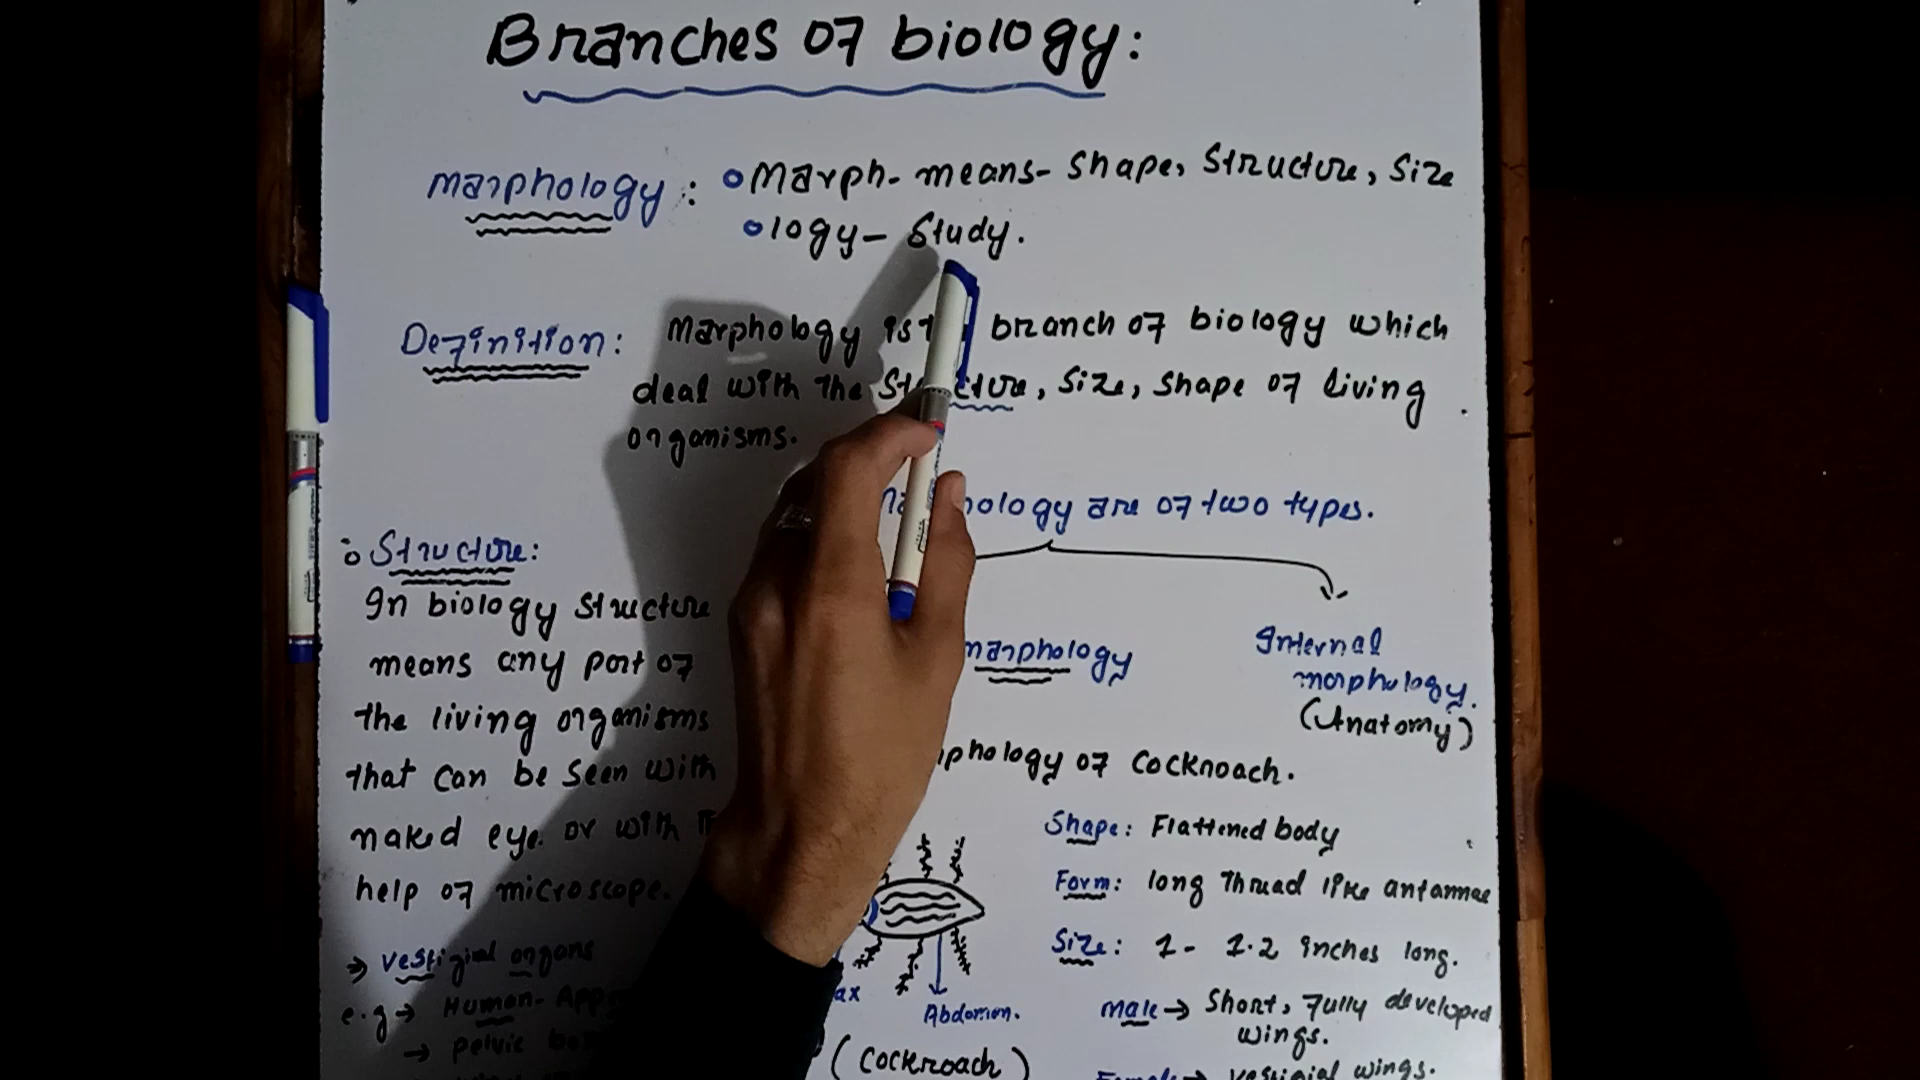 Branches of biology:
Marphology: Marph- means- Shape, Structure, Size
logy- Study.
Definition: Marphology is branch of biology which
deal with the Structure, Size, Shape of living
organisms.
phology are of two types.
Structure:
In biology Structure
means any part of
the living organisms
that can be seen with
naked eye. or with
help of microscope.
→ Vestigial organs
e.g → Human-
→ pelvic
marphology
Internal
morphology.
(Anatomy)
phology of Cockroach.
Shape: Flattened body
Form: long Thread like antannae
Size: 1 - 1.2 inches long.
Male → Short, fully developed
wings.
Female → vestigial wings.
ax
Abdomen.
(Cockroach)